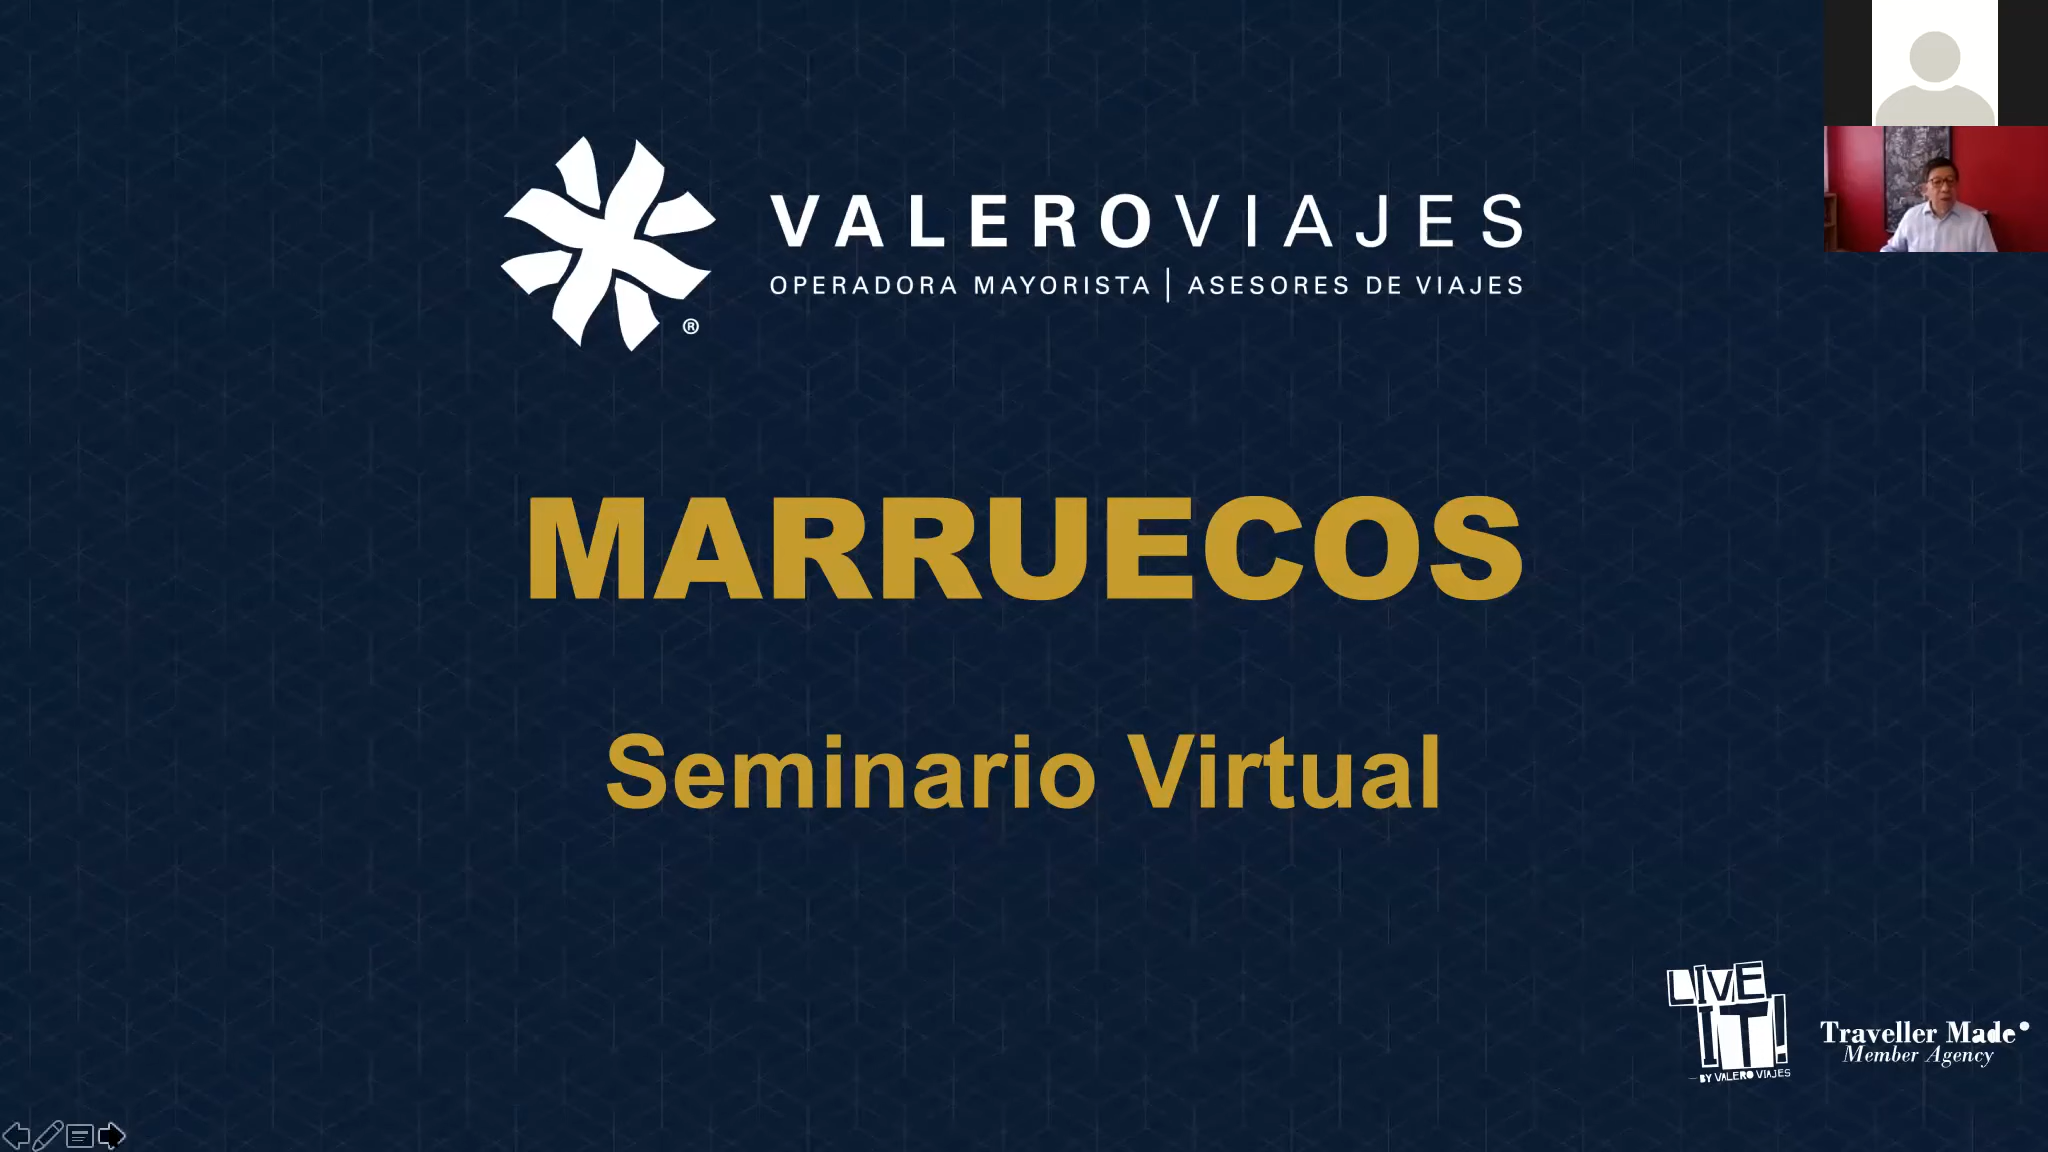 VALEROVIAJES
OPERADORA MAYORISTA | ASESORES DE VIAJES
®
MARRUECOS
Seminario Virtual
LIVE
IT!
BY VALERO VIAJES
Traveller Made
Member Agency